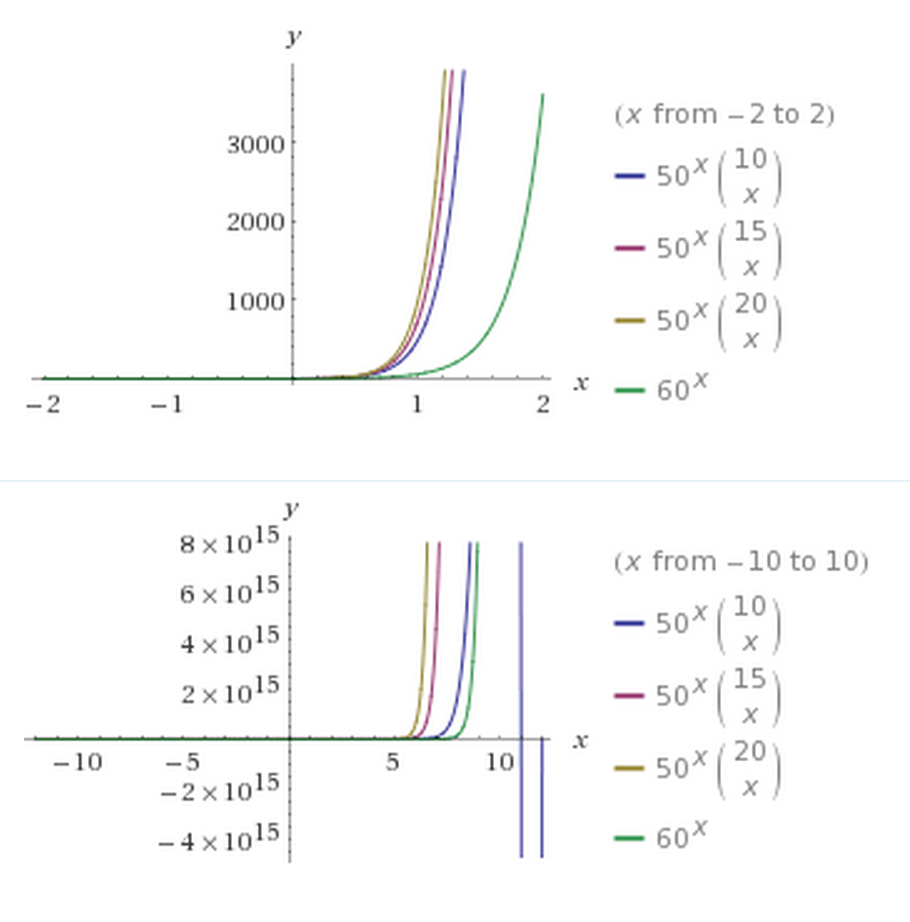 y
3000
2000
1000
−2 −1 1 2 x
(x from −2 to 2)
50^x (10 x)
50^x (15 x)
50^x (20 x)
60^x
y
8×10^15
6×10^15
4×10^15
2×10^15
−10 −5 5 10 x
−2×10^15
−4×10^15
(x from −10 to 10)
50^x (10 x)
50^x (15 x)
50^x (20 x)
60^x